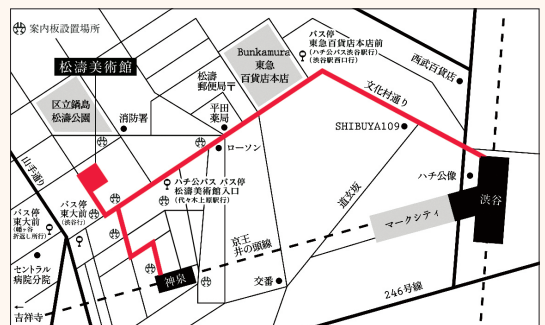 案内板設置場所
松濤美術館
区立鍋島
松濤公園
消防署
松濤
郵便局〒
平田
薬局
Bunkamura
東急
百貨店本店
バス停
東急百貨店本店前
(ハチ公バス渋谷駅行)
(渋谷駅西口行)
西武百貨店
文化村通り
SHIBUYA109
ローソン
山手通り
バス停
東大前
(渋谷行)
ハチ公バス バス停
松濤美術館入口
(代々木上原駅行)
ハチ公像
渋谷
道玄坂
マークシティ
バス停
東大前
(幡ヶ谷
折返し所行)
京王
井の頭線
セントラル
病院分院
神泉
交番
246号線
←
吉祥寺